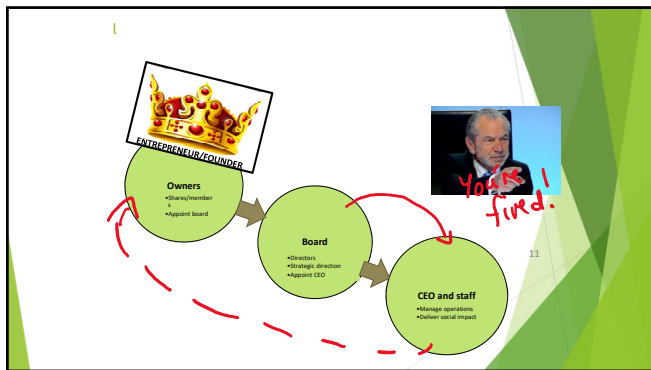 l
ENTREPRENEUR/FOUNDER
Owners
•Shares/member
s
•Appoint board
Board
•Directors
•Strategic direction
•Appoint CEO
You're
fired.
11
CEO and staff
•Manage operations
•Deliver social impact